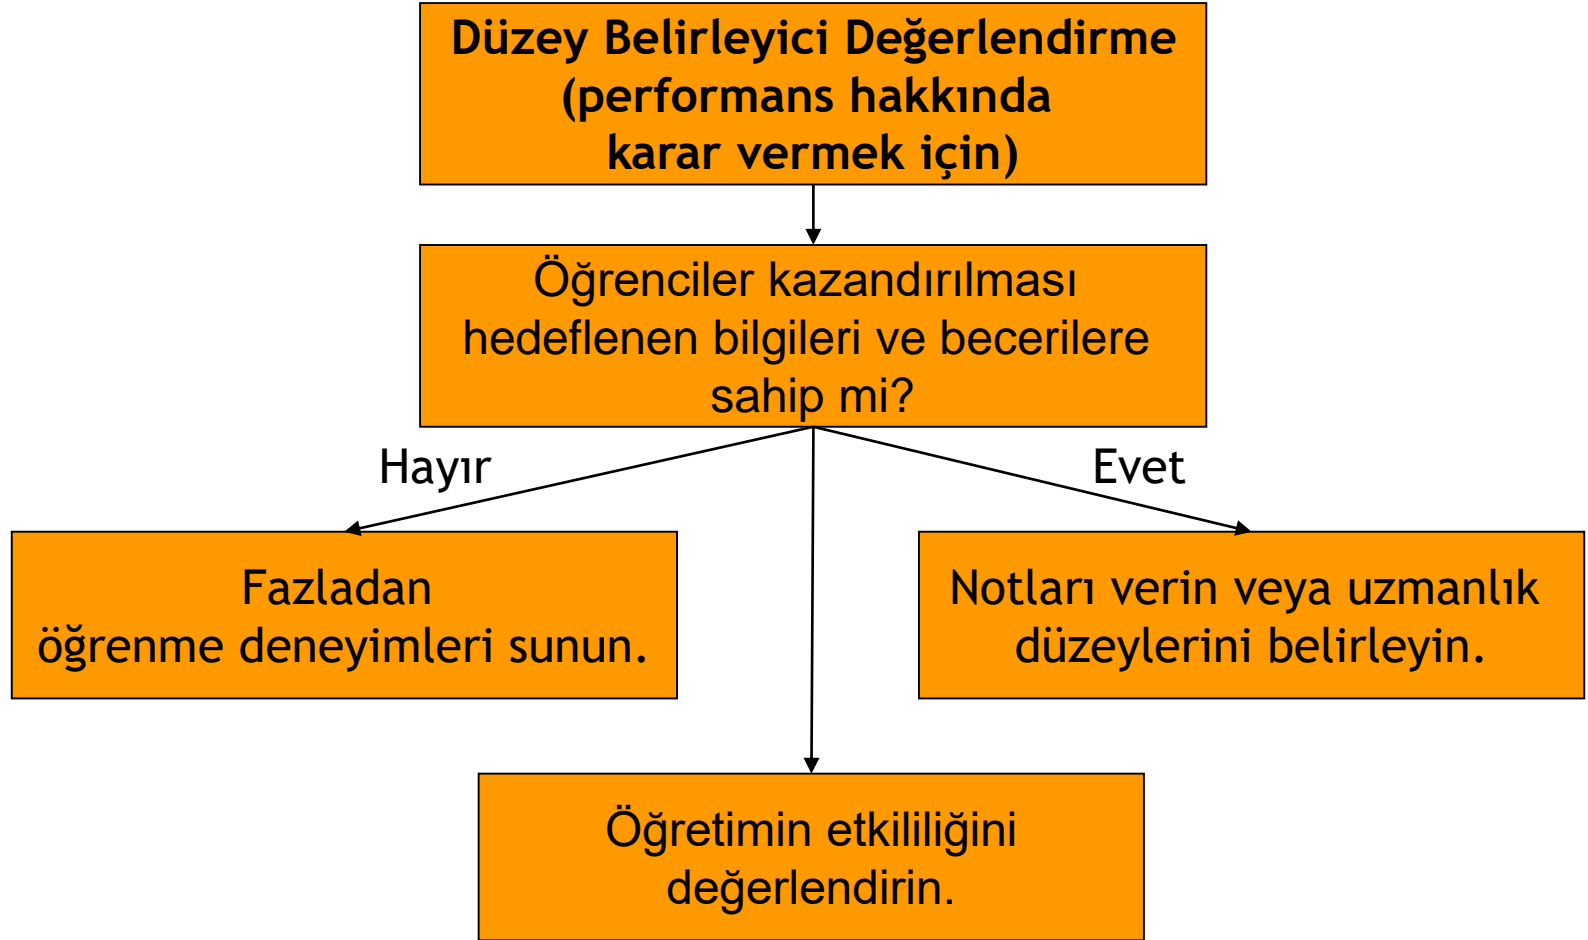 Düzey Belirleyici Değerlendirme
(performans hakkında
karar vermek için)
Öğrenciler kazandırılması
hedeflenen bilgileri ve becerilere
sahip mi?
Hayır
Evet
Fazladan
öğrenme deneyimleri sunun.
Notları verin veya uzmanlık
düzeylerini belirleyin.
Öğretimin etkililiğini
değerlendirin.